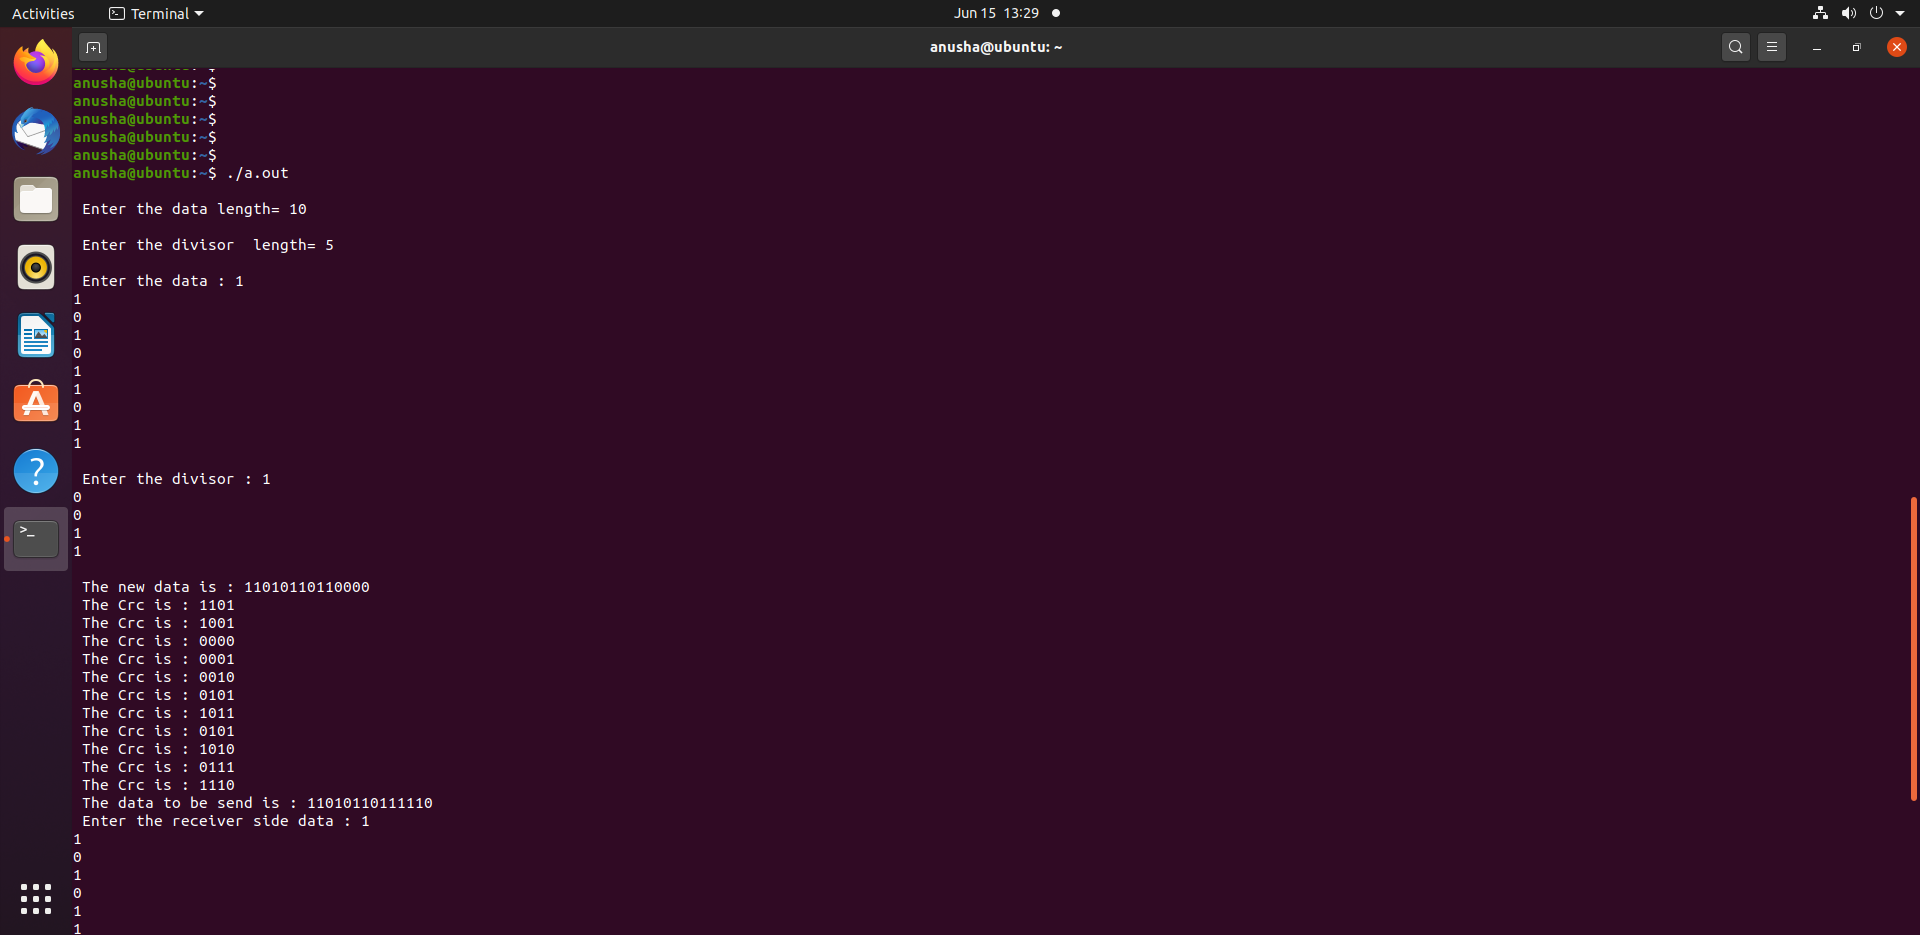 Activities
Terminal
Jun 15 13:29
anusha@ubuntu: ~
anusha@ubuntu:~$
anusha@ubuntu:~$
anusha@ubuntu:~$
anusha@ubuntu:~$
anusha@ubuntu:~$
anusha@ubuntu:~$ ./a.out
Enter the data length= 10
Enter the divisor  length= 5
Enter the data : 1
1
0
1
0
1
1
0
1
1
Enter the divisor : 1
0
0
1
1
The new data is : 11010110110000
The Crc is : 1101
The Crc is : 1001
The Crc is : 0000
The Crc is : 0001
The Crc is : 0010
The Crc is : 0101
The Crc is : 1011
The Crc is : 0101
The Crc is : 1010
The Crc is : 0111
The Crc is : 1110
The data to be send is : 11010110111110
Enter the receiver side data : 1
1
0
1
0
1
1